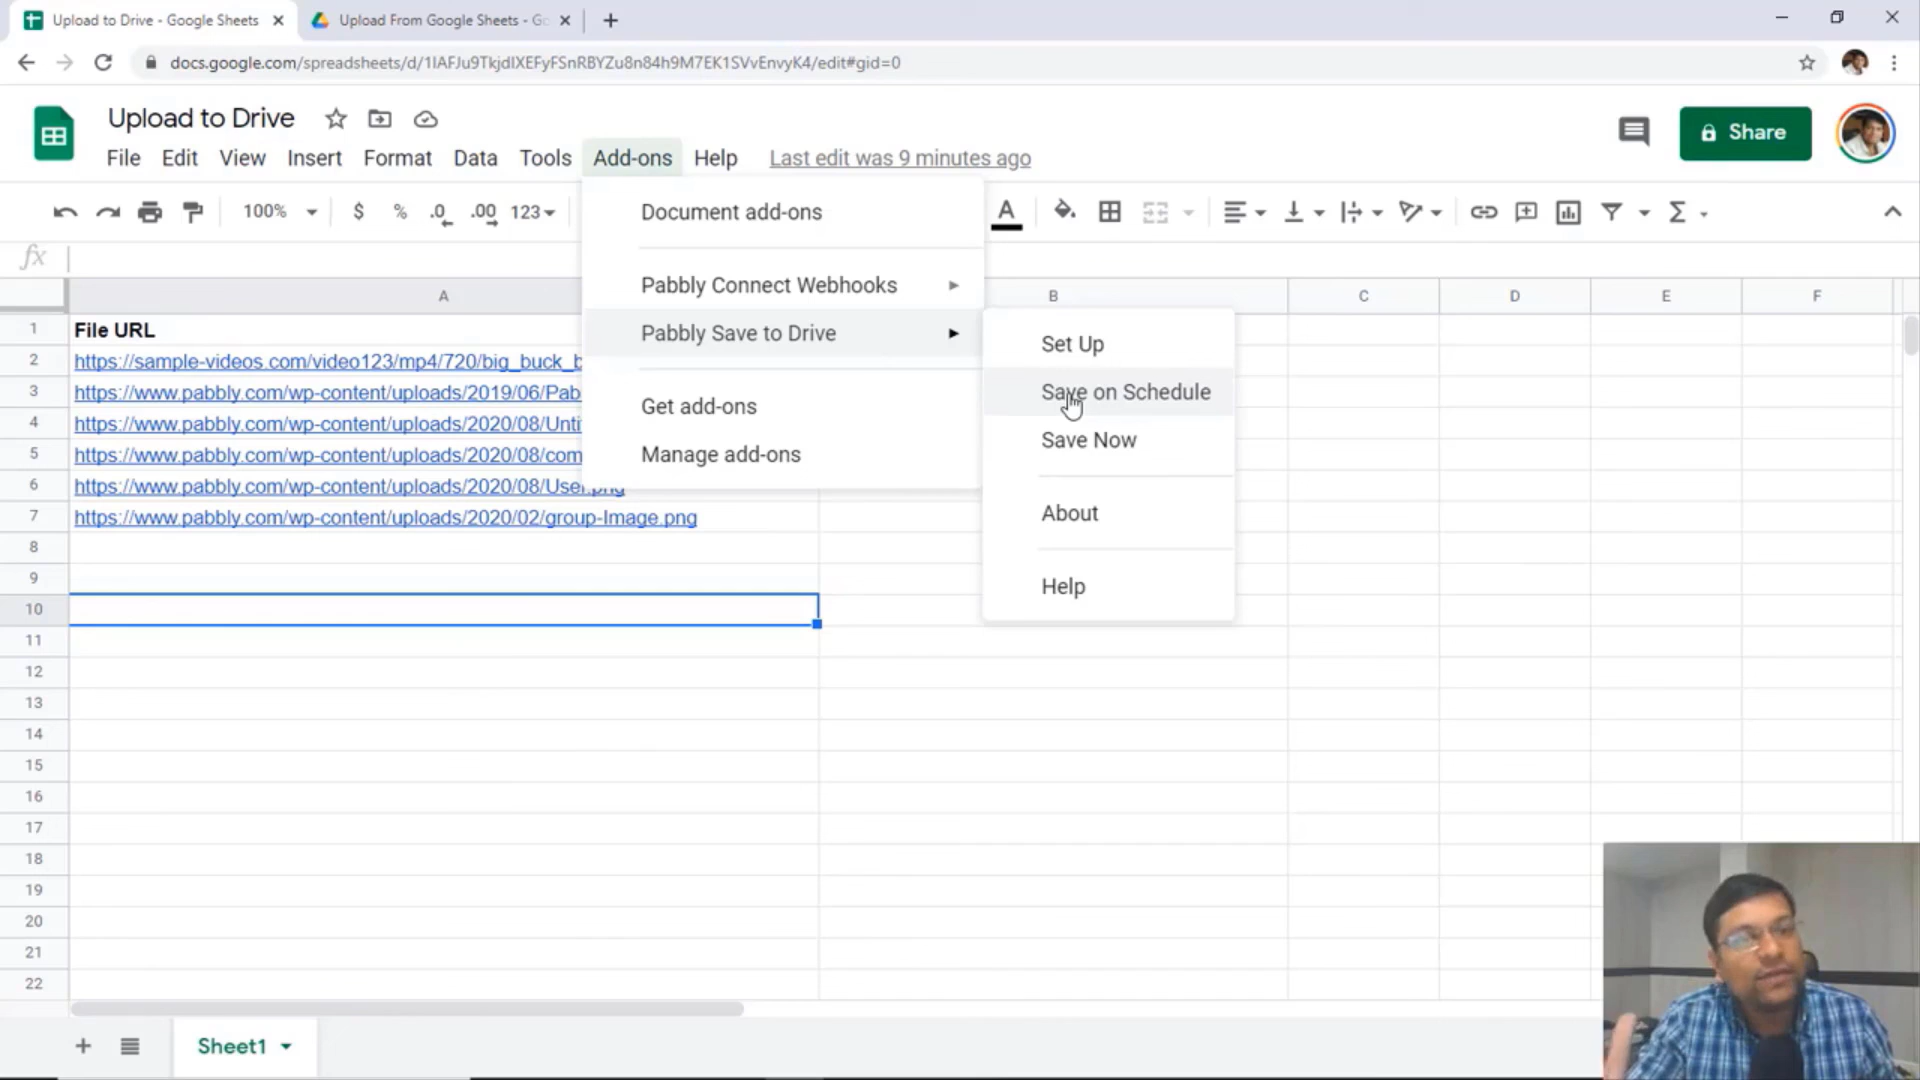 Upload to Drive - Google Sheets
Upload From Google Sheets - Go
docs.google.com/spreadsheets/d/1IAFJu9TkjdIXEFyFSnRBYZu8n84h9M7EK1SVvEnvyK4/edit#gid=0
Upload to Drive
Share
File Edit View Insert Format Data Tools Add-ons Help Last edit was 9 minutes ago
100% $ % .0 .00 123 A
Document add-ons
Pabbly Connect Webhooks
Pabbly Save to Drive
Get add-ons
Manage add-ons
Set Up
Save on Schedule
Save Now
About
Help
fx
A B C D E F
1 File URL
2 https://sample-videos.com/video123/mp4/720/big_buck_b
3 https://www.pabbly.com/wp-content/uploads/2019/06/Pab
4 https://www.pabbly.com/wp-content/uploads/2020/08/Unti
5 https://www.pabbly.com/wp-content/uploads/2020/08/com
6 https://www.pabbly.com/wp-content/uploads/2020/08/User.png
7 https://www.pabbly.com/wp-content/uploads/2020/02/group-Image.png
8
9
10
11
12
13
14
15
16
17
18
19
20
21
22
Sheet1